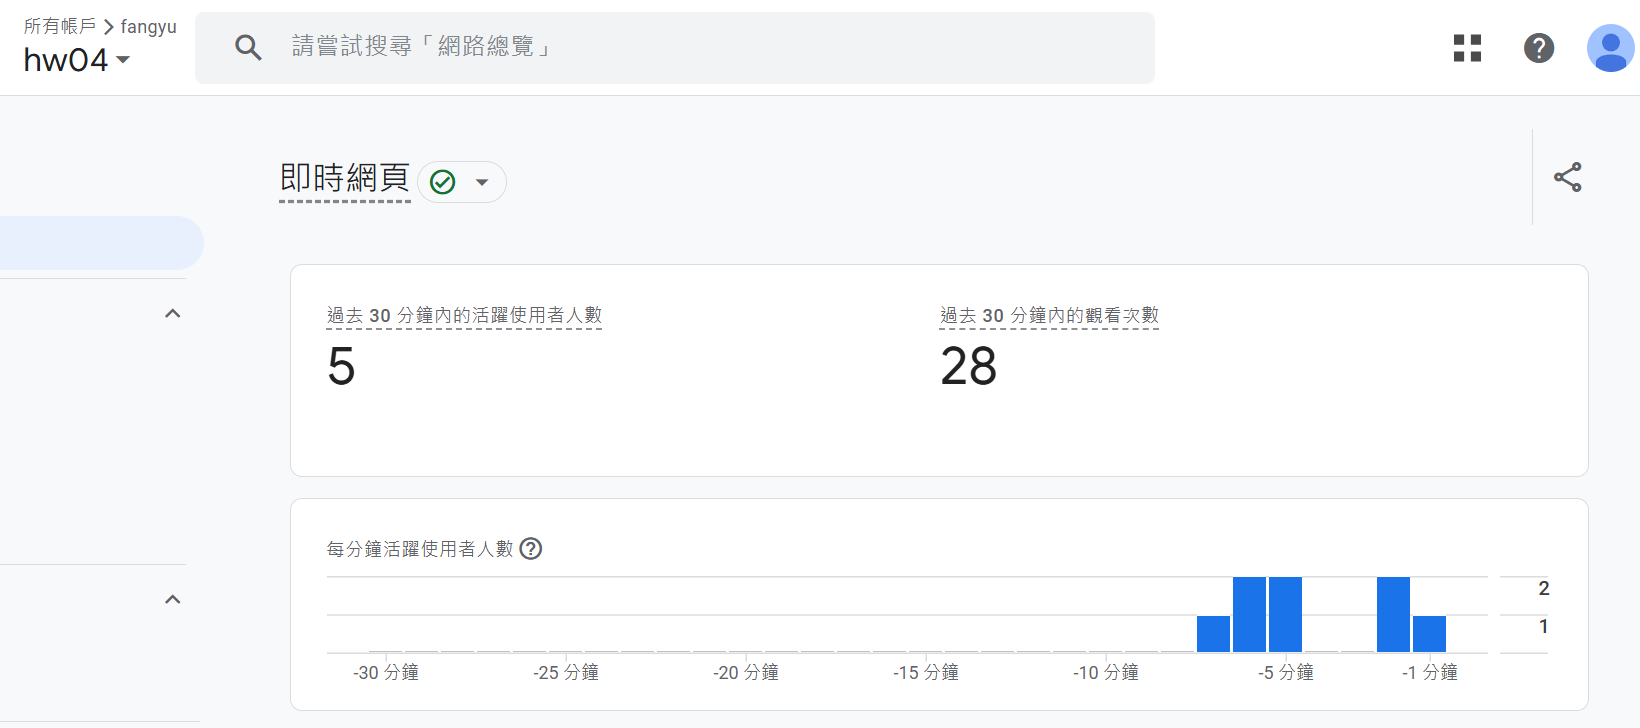 所有帳戶 fangyu
hw04
請嘗試搜尋「網路總覽」
即時網頁
過去 30 分鐘內的活躍使用者人數
5
過去 30 分鐘內的觀看次數
28
每分鐘活躍使用者人數
2
1
-30 分鐘 -25 分鐘 -20 分鐘 -15 分鐘 -10 分鐘 -5 分鐘 -1 分鐘